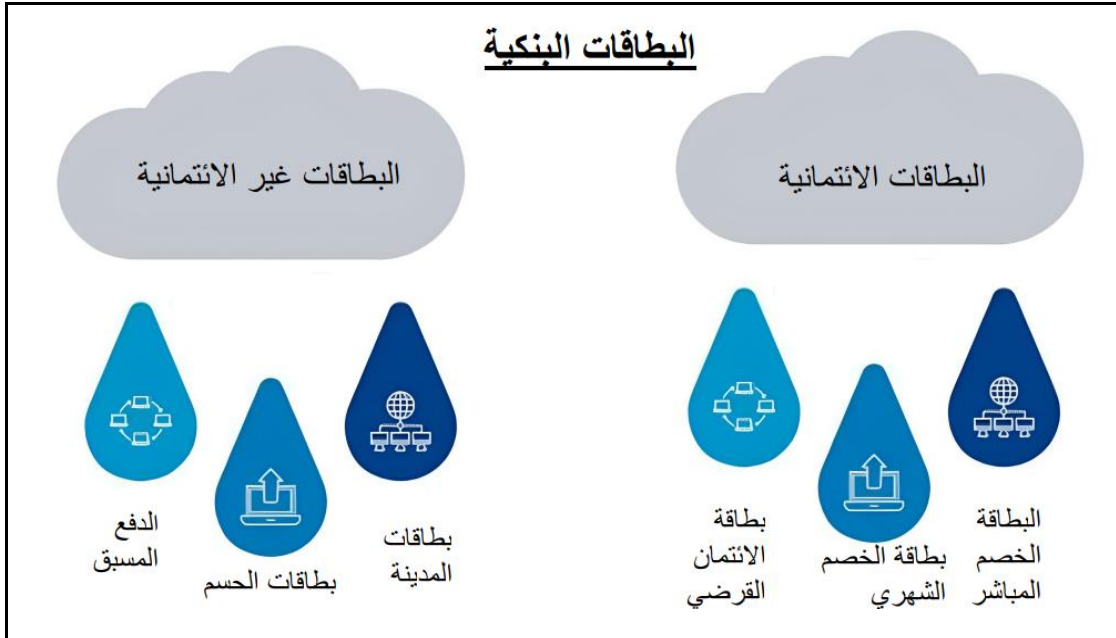 البطاقات البنكية
البطاقات الائتمانية
البطاقات غير الائتمانية
البطاقة
الخصم
المباشر
بطاقة الخصم
الشهري
بطاقة
الائتمان
القرضي
بطاقات
المدينة
بطاقات الحسم
الدفع
المسبق